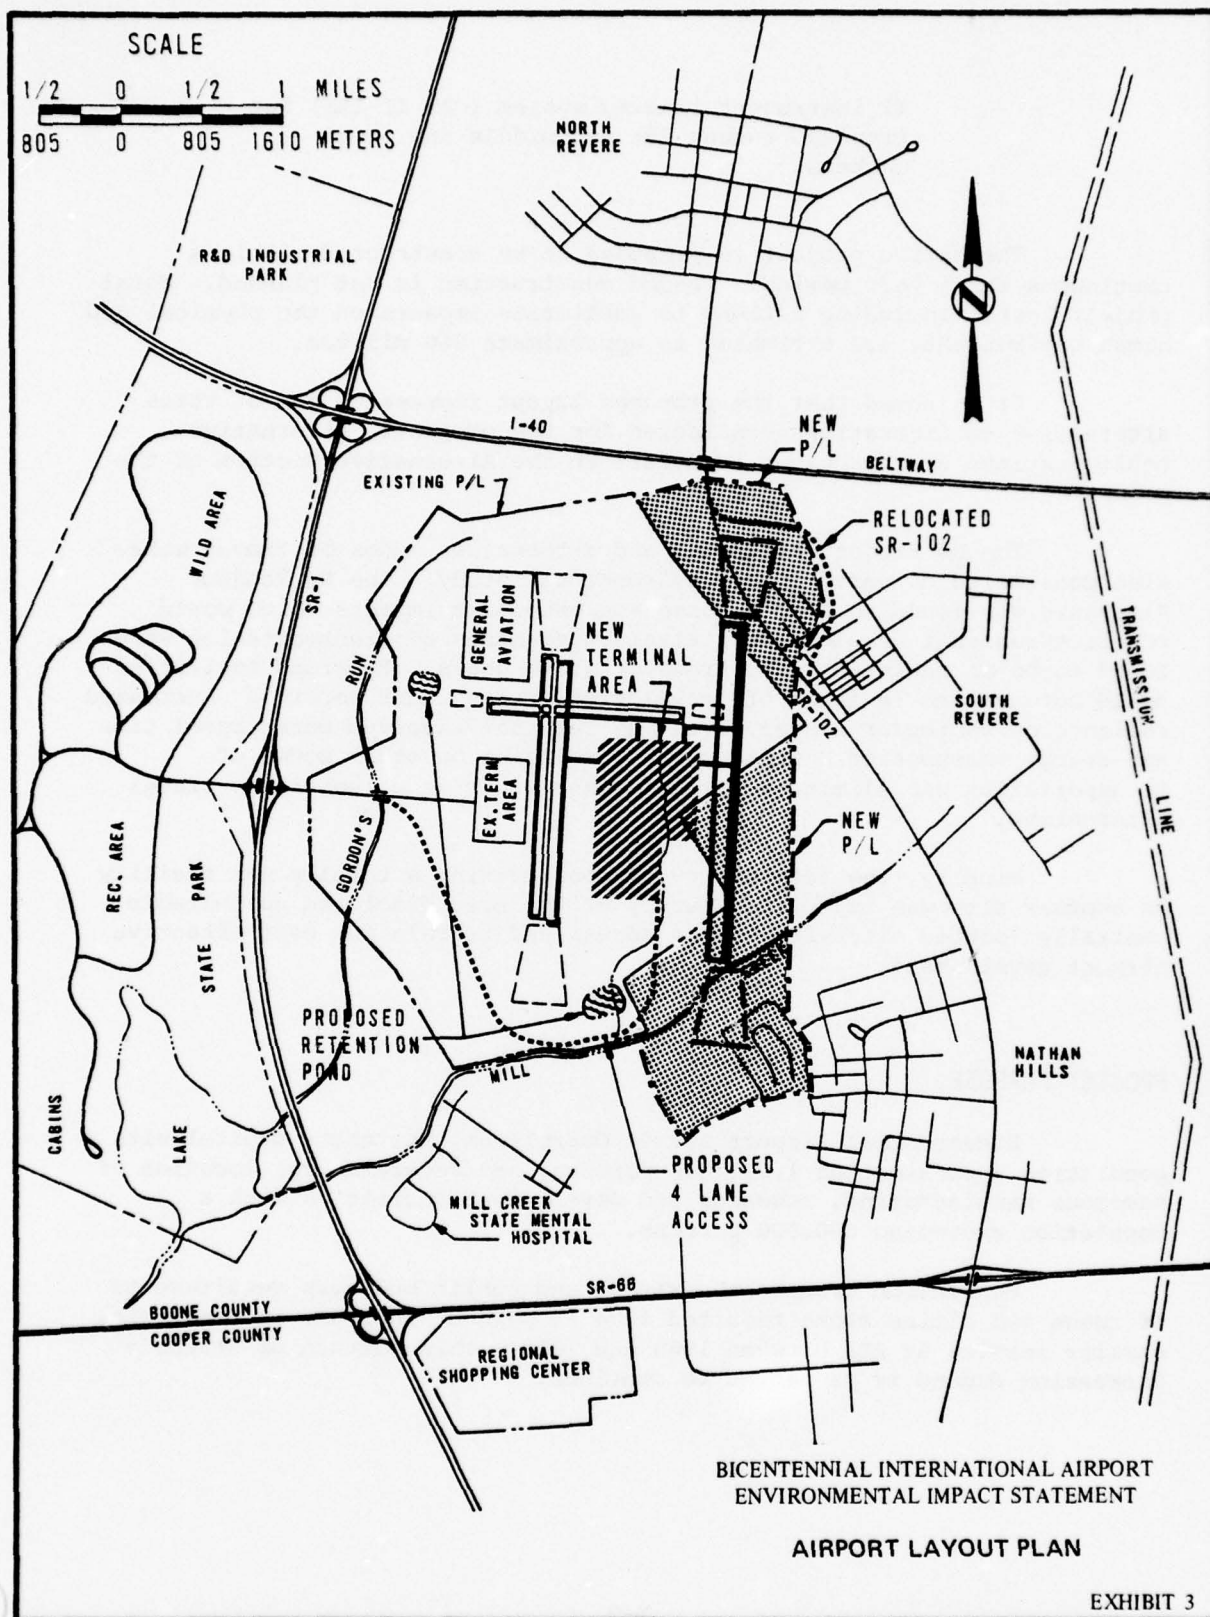 SCALE
1/2 0 1/2 1 MILES
805 0 805 1610 METERS
NORTH
REVERE
R&D INDUSTRIAL
PARK
N
I-40
NEW
P/L
BELTWAY
EXISTING P/L
RELOCATED
SR-102
WILD AREA
SR-1
GENERAL
AVIATION
NEW
TERMINAL
AREA
RUN
TRANSMISSION
LINE
SR-102
SOUTH
REVERE
EX. TERM
AREA
NEW
P/L
REC. AREA
STATE
PARK
GORDON'S
CREEK
PROPOSED
RETENTION
POND
MILL
NATHAN
HILLS
CABINS
LAKE
PROPOSED
4 LANE
ACCESS
MILL CREEK
STATE MENTAL
HOSPITAL
SR-66
BOONE COUNTY
COOPER COUNTY
REGIONAL
SHOPPING CENTER
BICENTENNIAL INTERNATIONAL AIRPORT
ENVIRONMENTAL IMPACT STATEMENT
AIRPORT LAYOUT PLAN
EXHIBIT 3